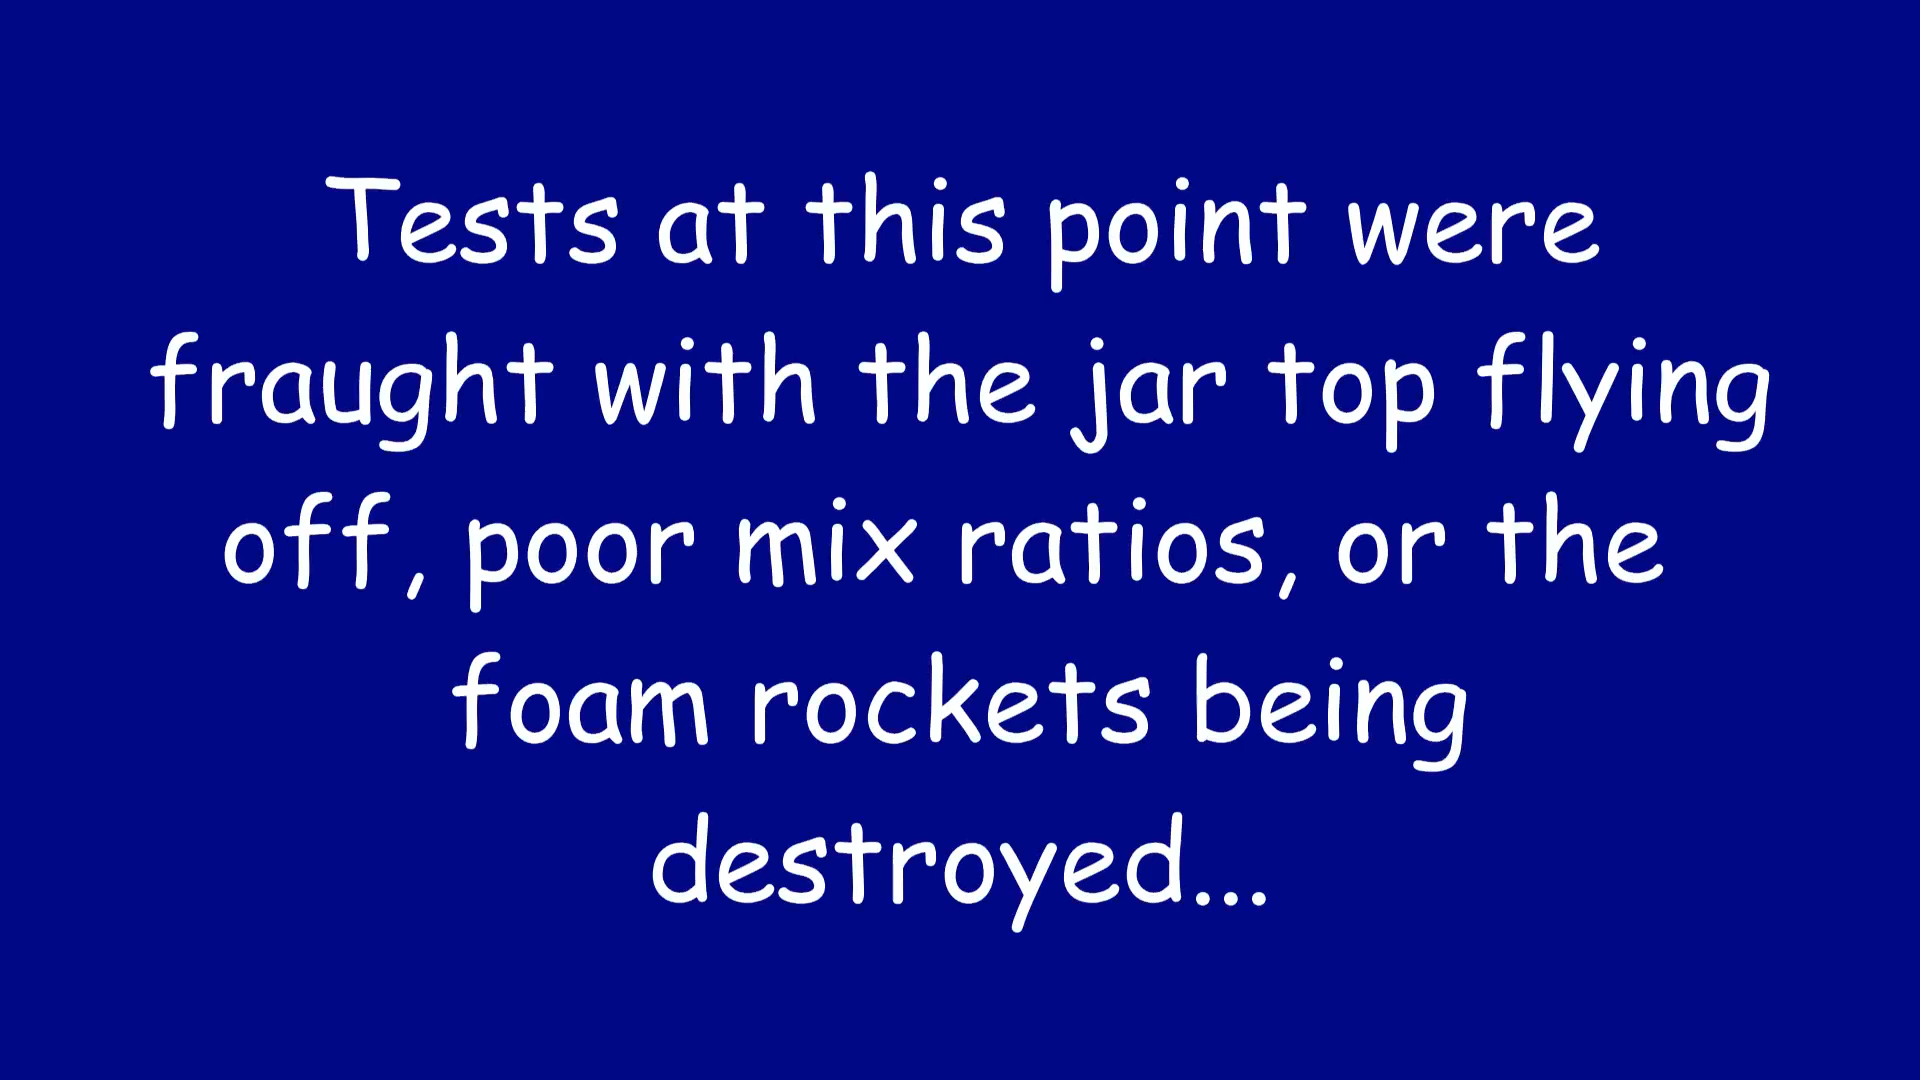 Tests at this point were
fraught with the jar top flying
off, poor mix ratios, or the
foam rockets being
destroyed...